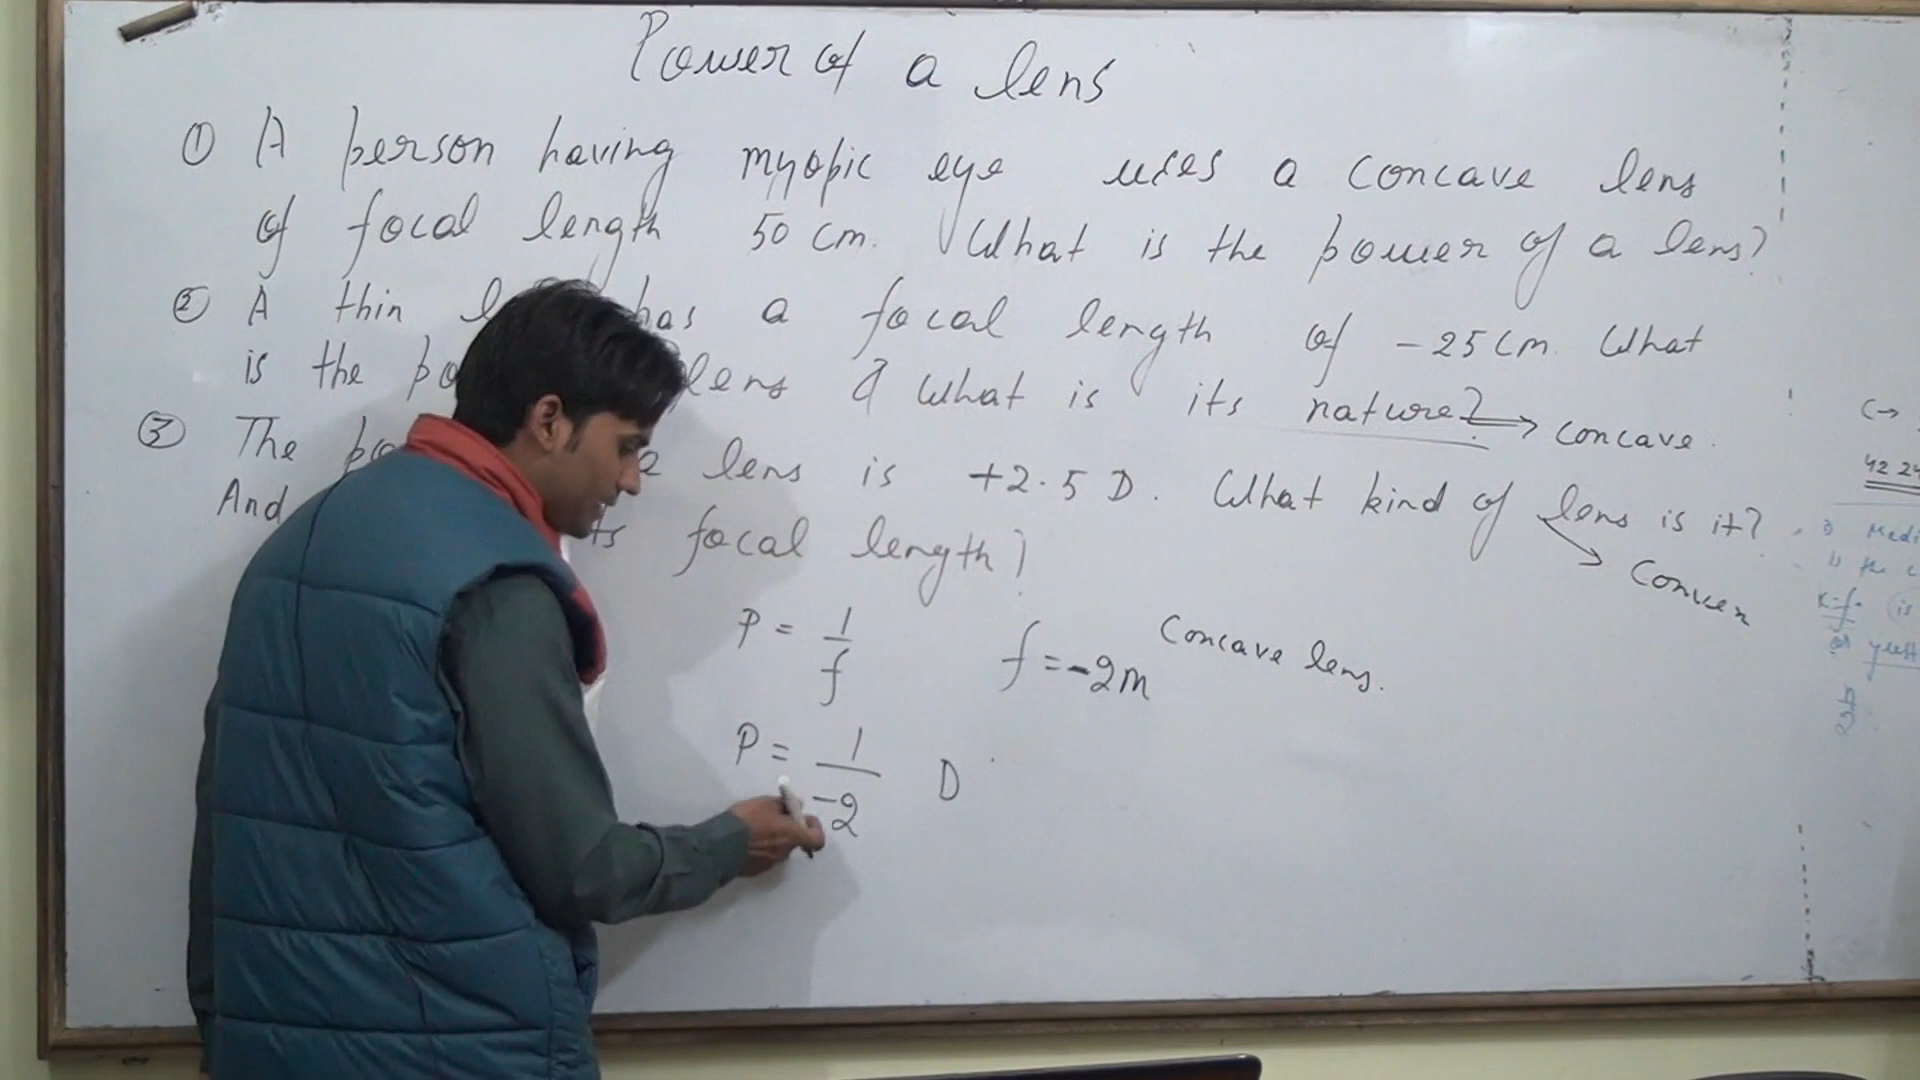 Power of a lens
① A person having myopic eye uses a concave lens
of focal length 50 cm. What is the power of a lens?
② A thin has a focal length of -25 cm. What
is the lens & What is its nature? → concave.
③ The a lens is +2.5 D. What kind of lens is it?
→ Convex
And its focal length?
P = 1/f
f = -2m
Concave lens.
P = 1/-2 D